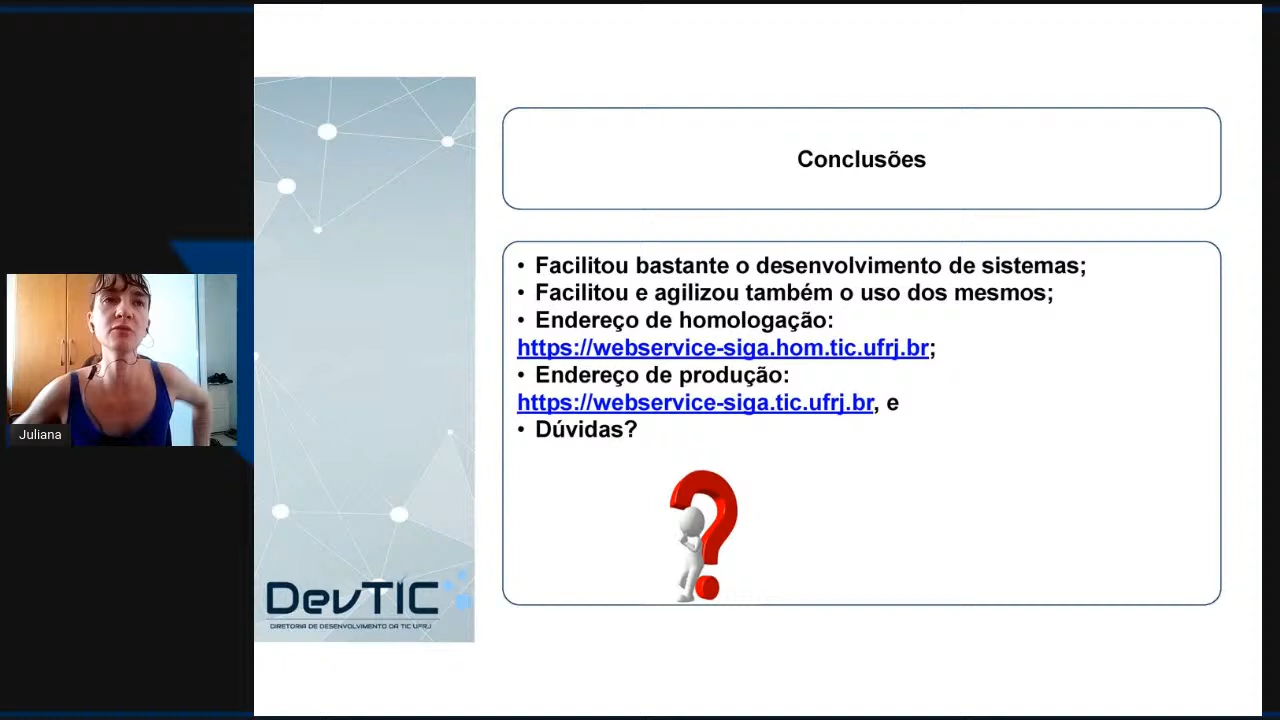 Conclusões
• Facilitou bastante o desenvolvimento de sistemas;
• Facilitou e agilizou também o uso dos mesmos;
• Endereço de homologação:
https://webservice-siga.hom.tic.ufrj.br;
• Endereço de produção:
https://webservice-siga.tic.ufrj.br, e
• Dúvidas?
Juliana
DevTIC
DIRETORIA DE DESENVOLVIMENTO DA TIC UFRJ